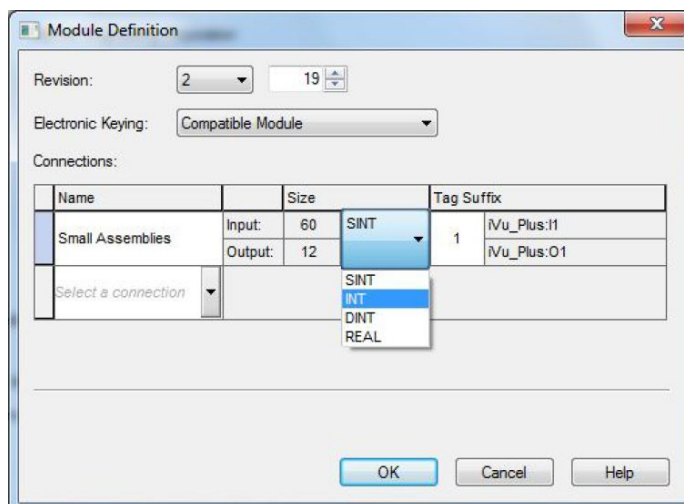 Module Definition
Revision: 2 19
Electronic Keying: Compatible Module
Connections:
Name Size Tag Suffix
Small Assemblies Input: 60 SINT 1 iVu_Plus:I1
Output: 12 iVu_Plus:O1
Select a connection
SINT
INT
DINT
REAL
OK Cancel Help